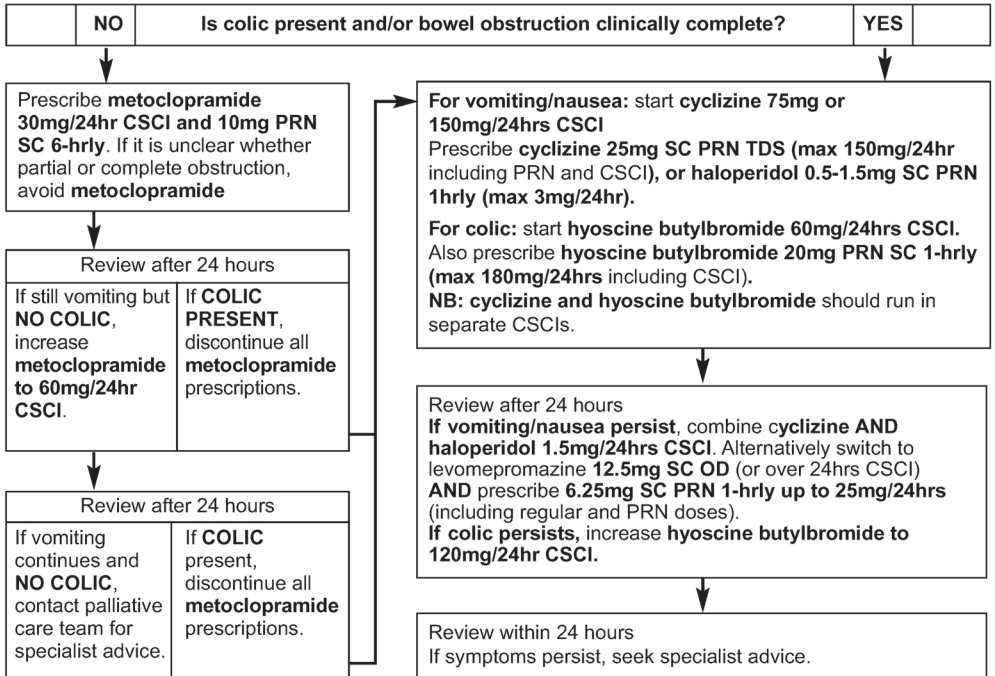 NO
Is colic present and/or bowel obstruction clinically complete?
YES
Prescribe metoclopramide
30mg/24hr CSCI and 10mg PRN
SC 6-hrly. If it is unclear whether
partial or complete obstruction,
avoid metoclopramide
Review after 24 hours
If still vomiting but
NO COLIC,
increase
metoclopramide
to 60mg/24hr
CSCI.
If COLIC
PRESENT,
discontinue all
metoclopramide
prescriptions.
Review after 24 hours
If vomiting
continues and
NO COLIC,
contact palliative
care team for
specialist advice.
If COLIC
present,
discontinue all
metoclopramide
prescriptions.
For vomiting/nausea: start cyclizine 75mg or
150mg/24hrs CSCI
Prescribe cyclizine 25mg SC PRN TDS (max 150mg/24hr
including PRN and CSCI), or haloperidol 0.5-1.5mg SC PRN
1hrly (max 3mg/24hr).
For colic: start hyoscine butylbromide 60mg/24hrs CSCI.
Also prescribe hyoscine butylbromide 20mg PRN SC 1-hrly
(max 180mg/24hrs including CSCI).
NB: cyclizine and hyoscine butylbromide should run in
separate CSCIs.
Review after 24 hours
If vomiting/nausea persist, combine cyclizine AND
haloperidol 1.5mg/24hrs CSCI. Alternatively switch to
levomepromazine 12.5mg SC OD (or over 24hrs CSCI)
AND prescribe 6.25mg SC PRN 1-hrly up to 25mg/24hrs
(including regular and PRN doses).
If colic persists, increase hyoscine butylbromide to
120mg/24hr CSCI.
Review within 24 hours
If symptoms persist, seek specialist advice.